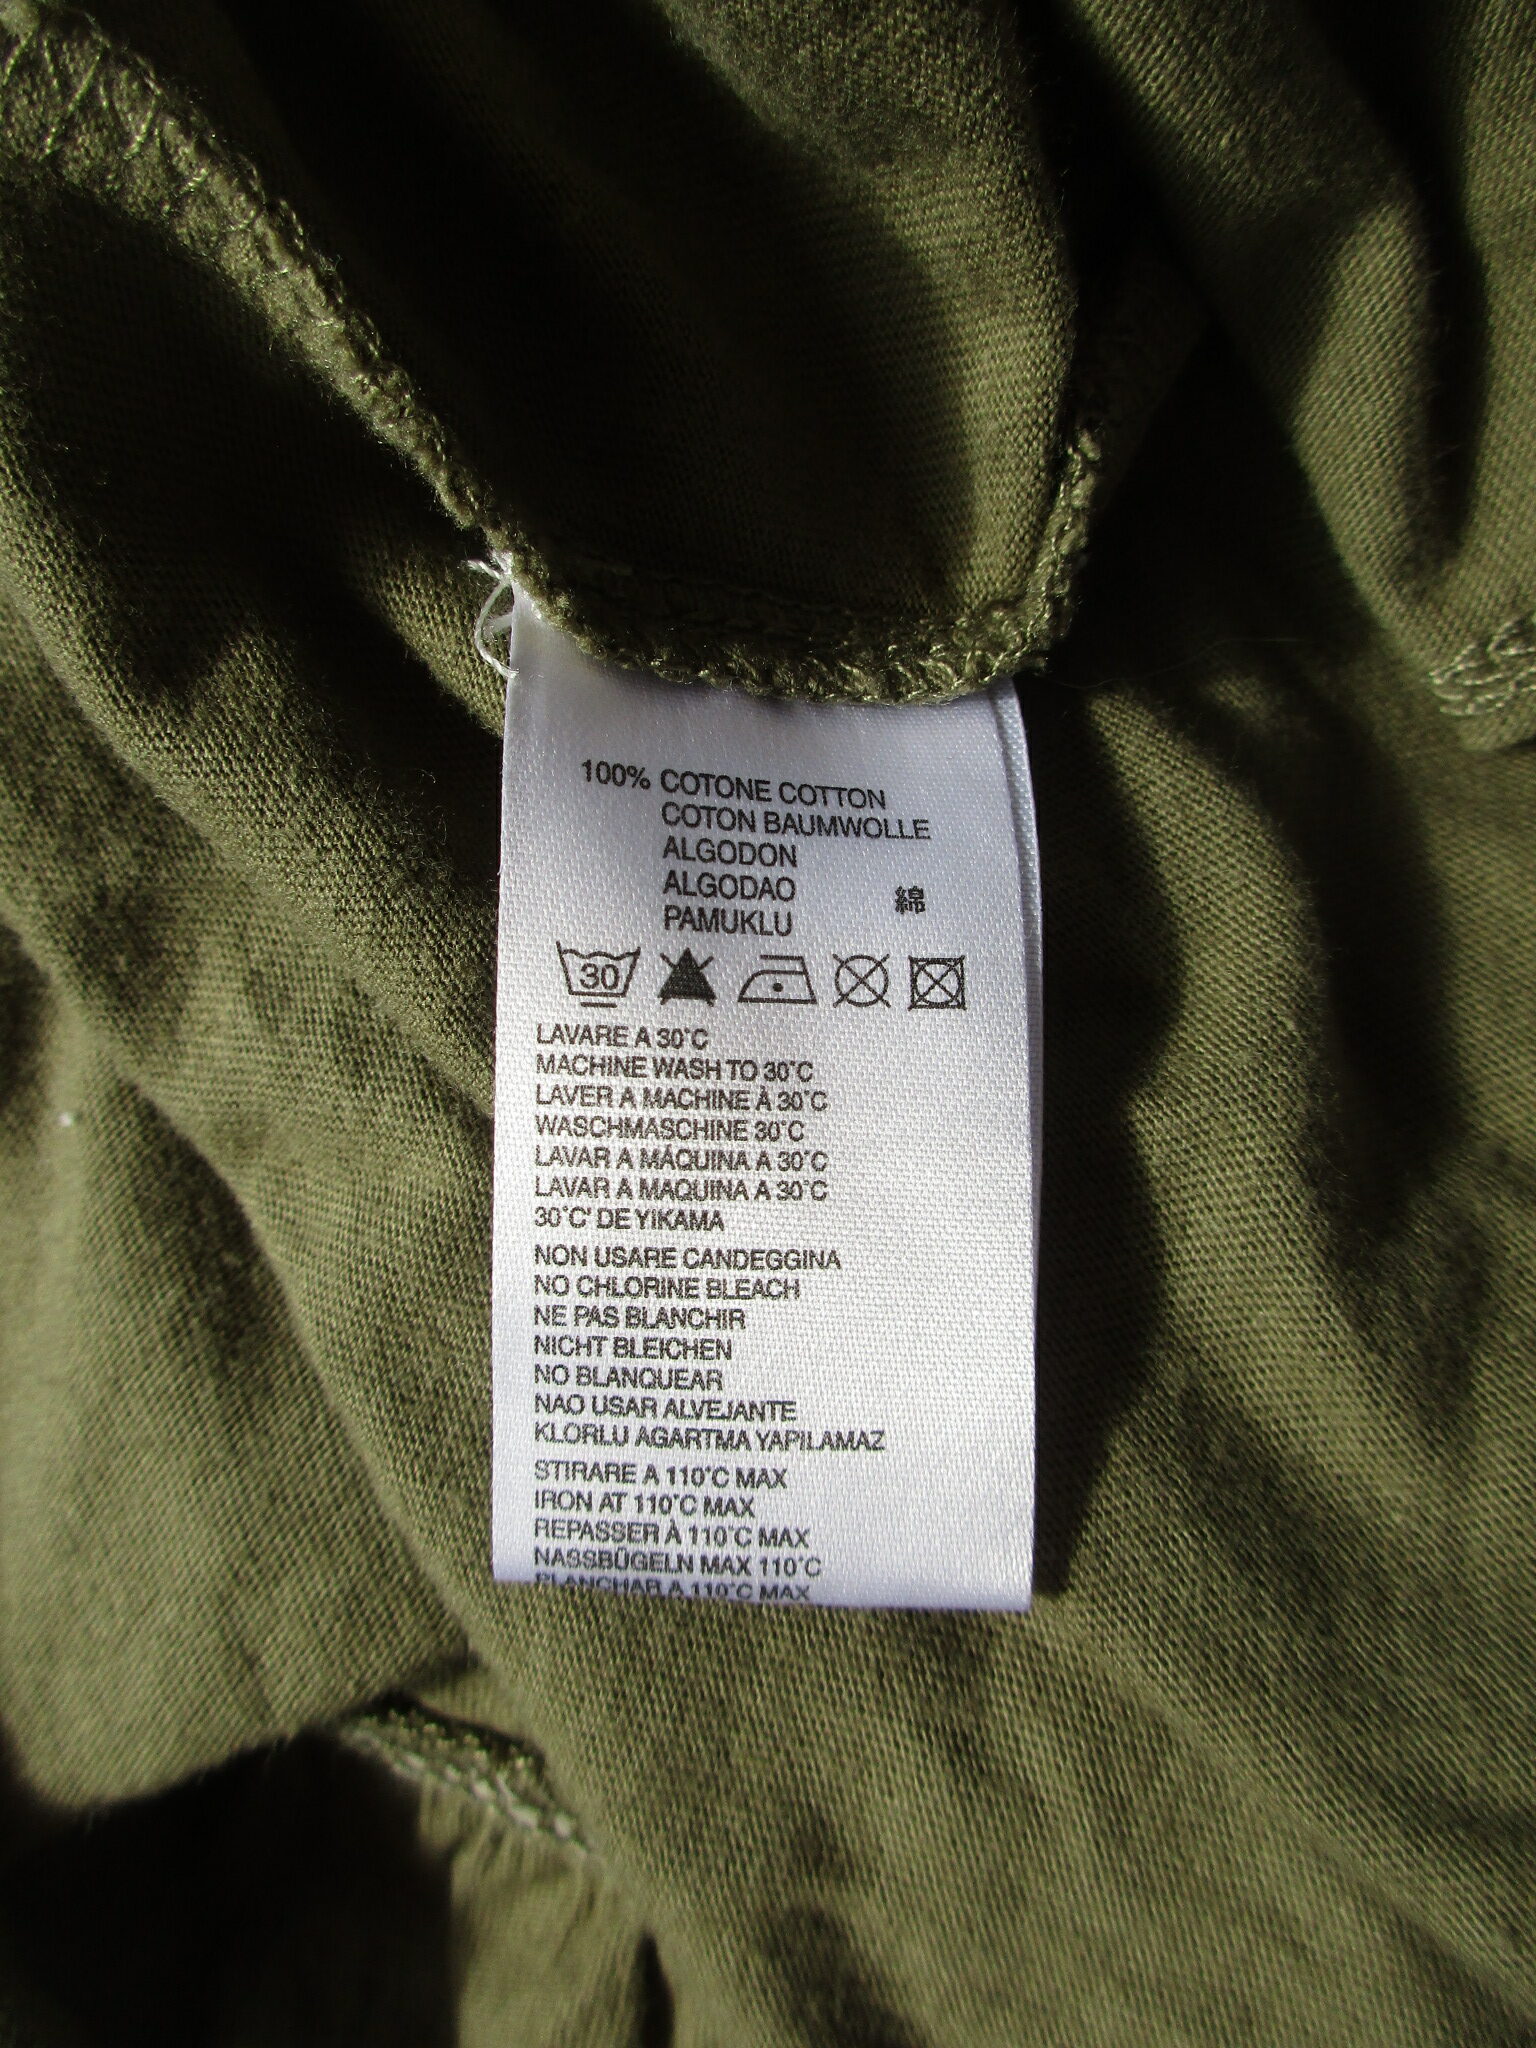 100% COTONE COTTON
COTON BAUMWOLLE
ALGODON
ALGODAO 綿
PAMUKLU
30
LAVARE A 30°C
MACHINE WASH TO 30°C
LAVER A MACHINE À 30°C
WASCHMASCHINE 30°C
LAVAR A MÁQUINA A 30°C
LAVAR A MAQUINA A 30°C
30°C' DE YIKAMA
NON USARE CANDEGGINA
NO CHLORINE BLEACH
NE PAS BLANCHIR
NICHT BLEICHEN
NO BLANQUEAR
NAO USAR ALVEJANTE
KLORLU AGARTMA YAPILAMAZ
STIRARE A 110°C MAX
IRON AT 110°C MAX
REPASSER À 110°C MAX
NASSBÜGELN MAX 110°C
PLANCHAR A 110°C MAX